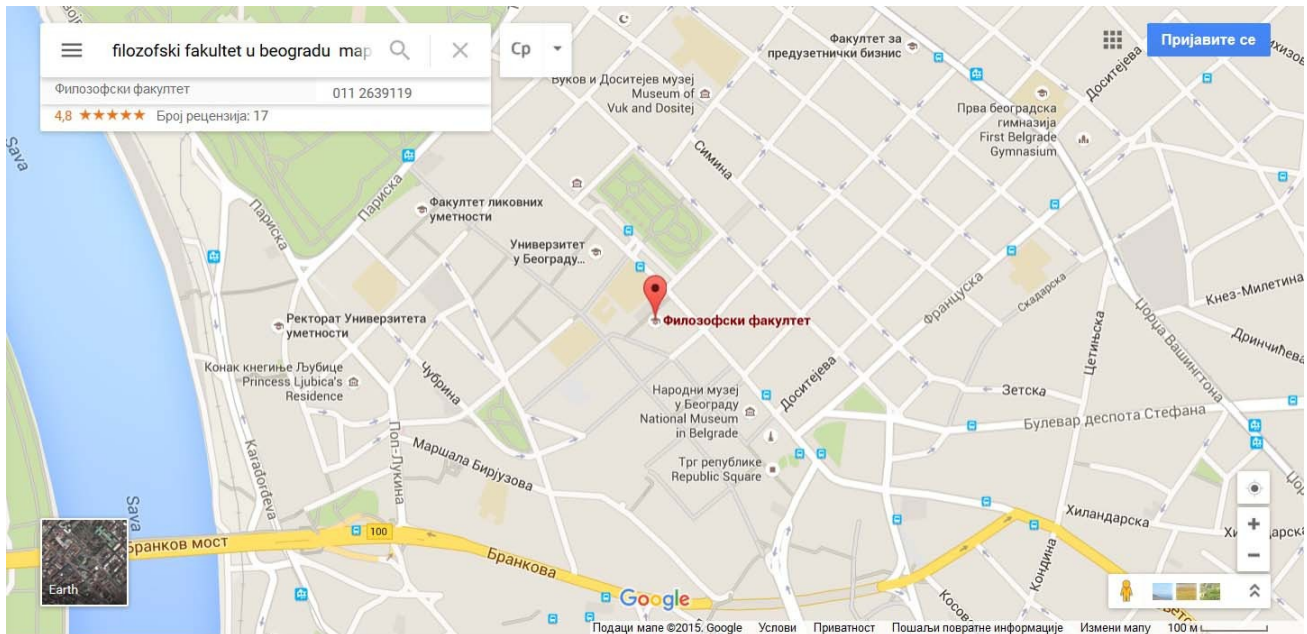 filozofski fakultet u beogradu map
Ср
Пријавите се
Филозофски факултет
011 2639119
4,8 ★★★★★ Број рецензија: 17
Факултет за
предузетнички бизнис
Вуков и Доситејев музеј
Museum of
Vuk and Dositej
Прва београдска
гимназија
First Belgrade
Gymnasium
Доситејева
Sava
Симина
Париска
Париска
Факултет ликовних
уметности
Универзитет
у Београду...
Филозофски факултет
Француска
Скадарска
Кнез-Милетина
Цетињска
Џорџа Вашингтона
Дринчићева
Ректорат Универзитета
уметности
Конак кнегиње Љубице
Princess Ljubica's
Residence
Чубрина
Народни музеј
у Београду
National Museum
in Belgrade
Доситејева
Зетска
Булевар деспота Стефана
Karađorđeva
Поп-Лукина
Маршала Бирјузова
Трг републике
Republic Square
Sava
Хиландарска
Бранков мост
100
Бранкова
Кондина
Earth
Google
Подаци мапе ©2015. Google Услови Приватност Пошаљи повратне информације Измени мапу 100 м